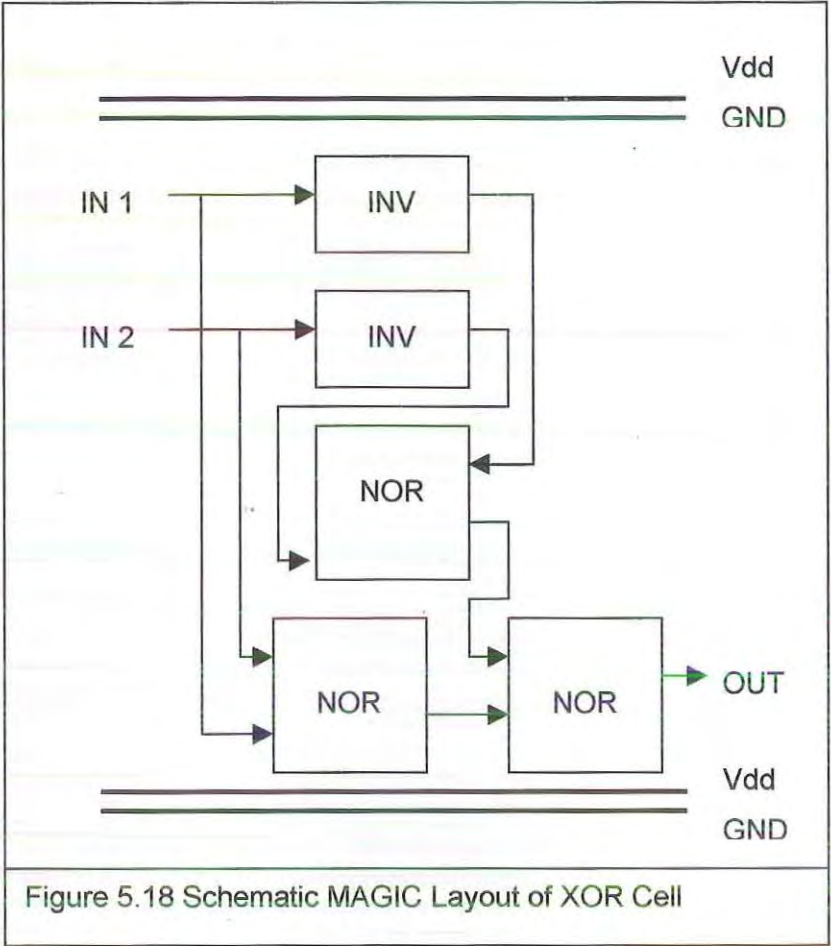 Vdd
GND
IN 1
INV
IN 2
INV
NOR
NOR
NOR
OUT
Vdd
GND
Figure 5.18 Schematic MAGIC Layout of XOR Cell